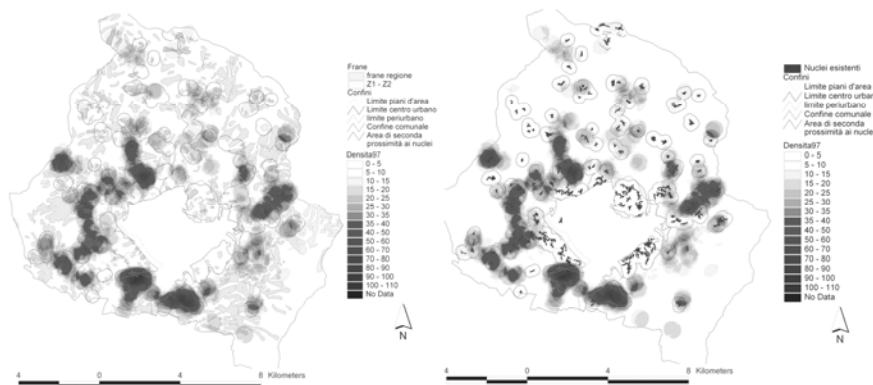 Frane
frane regione
Z1 - Z2
Confini
Limite piani d'area
Limite centro urbano
limite periurbano
Confine comunale
Area di seconda
prossimità ai nuclei
Densita97
0 - 5
5 - 10
10 - 15
15 - 20
20 - 25
25 - 30
30 - 35
35 - 40
40 - 50
50 - 60
60 - 70
70 - 80
80 - 90
90 - 100
100 - 110
No Data
N
4 0 4 8 Kilometers
Nuclei esistenti
Confini
Limite piani d'area
Limite centro urba
limite periurbano
Confine comunale
Area di seconda
prossimità ai nuclei
Densita97
0 - 5
5 - 10
10 - 15
15 - 20
20 - 25
25 - 30
30 - 35
35 - 40
40 - 50
50 - 60
60 - 70
70 - 80
80 - 90
90 - 100
100 - 110
No Data
N
4 0 4 8 Kilometers